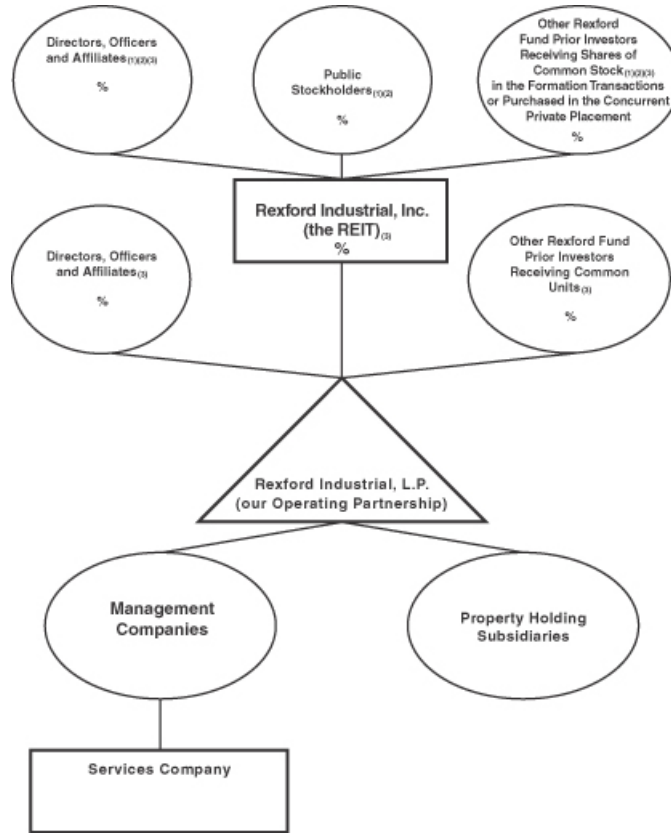 Directors, Officers
and Affiliates(1)(2)(3)
%
Public
Stockholders(1)(2)
%
Other Rexford
Fund Prior Investors
Receiving Shares of
Common Stock(1)(2)(3)
in the Formation Transactions
or Purchased in the Concurrent
Private Placement
%
Rexford Industrial, Inc.
(the REIT)(3)
%
Directors, Officers
and Affiliates(3)
%
Other Rexford Fund
Prior Investors
Receiving Common
Units(3)
%
Rexford Industrial, L.P.
(our Operating Partnership)
Management
Companies
Property Holding
Subsidiaries
Services Company